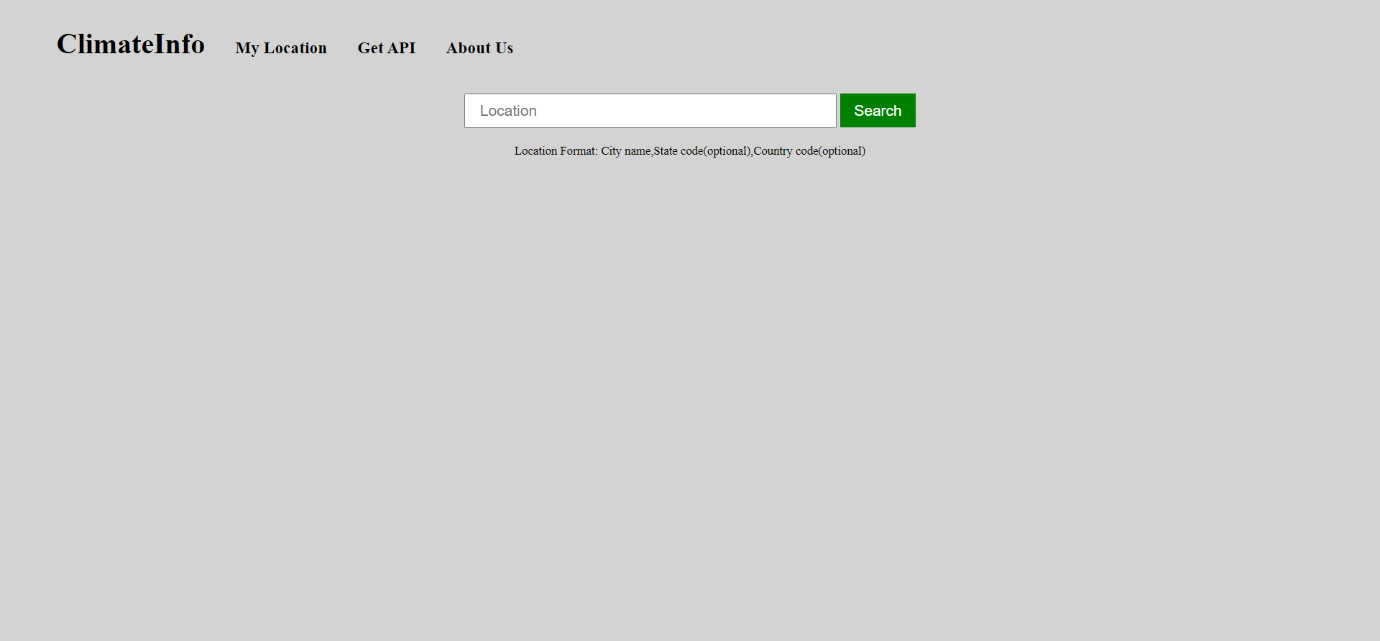 ClimateInfo My Location Get API About Us
Location Search
Location Format: City name,State code(optional),Country code(optional)